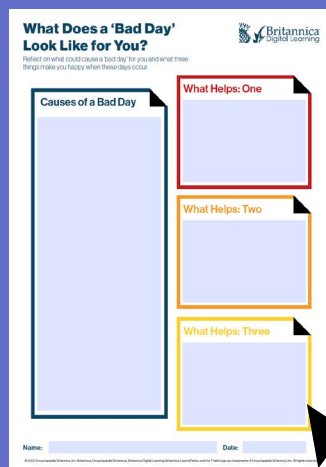 What Does a ‘Bad Day’
Look Like for You?
Britannica
Digital Learning
Reflect on what could cause a ‘bad day’ for you and what three
things make you happy when these days occur.
Causes of a Bad Day
What Helps: One
What Helps: Two
What Helps: Three
Name:
Date: